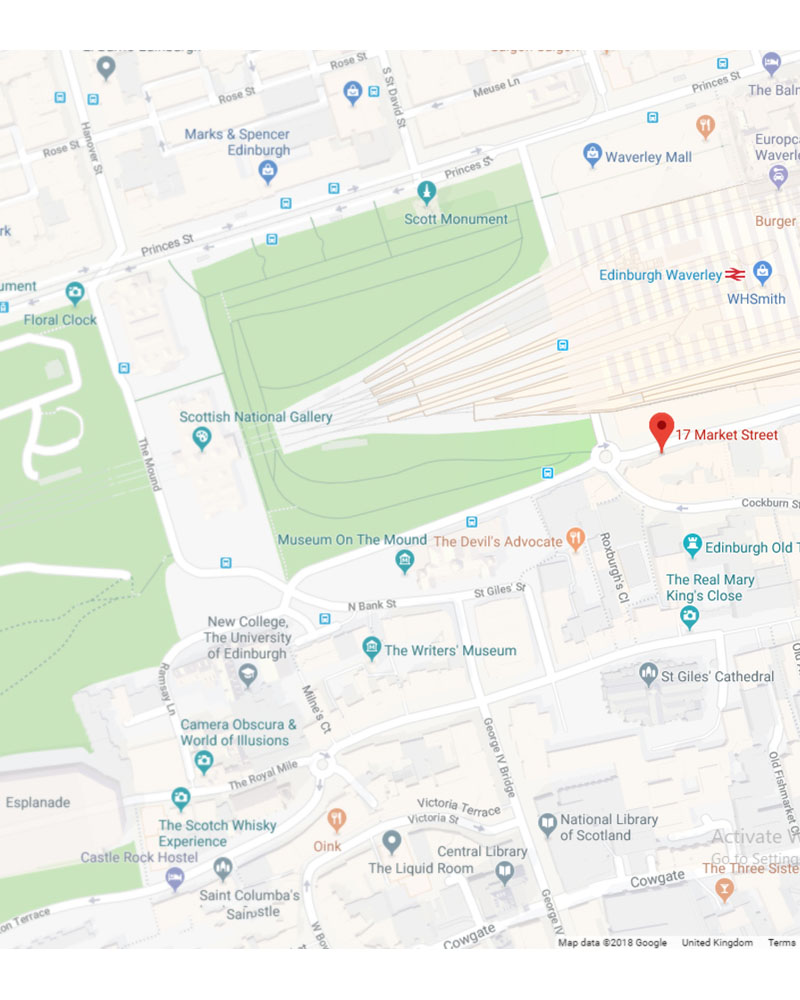 Rose St
S St David St
Meuse Ln
Princes St
The Baln
Rose St
Hanover St
Marks & Spencer
Edinburgh
Rose St
Waverley Mall
Europca
Waverle
Princes St
Scott Monument
Burger
rk
Princes St
Edinburgh Waverley
WHSmith
ument
Floral Clock
Scottish National Gallery
17 Market Street
The Mound
Cockburn St
Museum On The Mound
The Devil's Advocate
Roxburgh's Cl
Edinburgh Old T
The Real Mary
King's Close
St Giles' St
N Bank St
New College,
The University
of Edinburgh
The Writers' Museum
St Giles' Cathedral
Ramsay Ln
Milne's Ct
Camera Obscura &
World of Illusions
George IV Bridge
Old Fishmarket Cl
The Royal Mile
Esplanade
Victoria Terrace
Victoria St
The Scotch Whisky
Experience
Oink
National Library
of Scotland
Activate W
Go to Setting
Castle Rock Hostel
The Liquid Room
Central Library
Cowgate
The Three Siste
Saint Columba's
on Terrace
W Bow
George IV
Cowgate
Map data ©2018 Google
United Kingdom
Terms